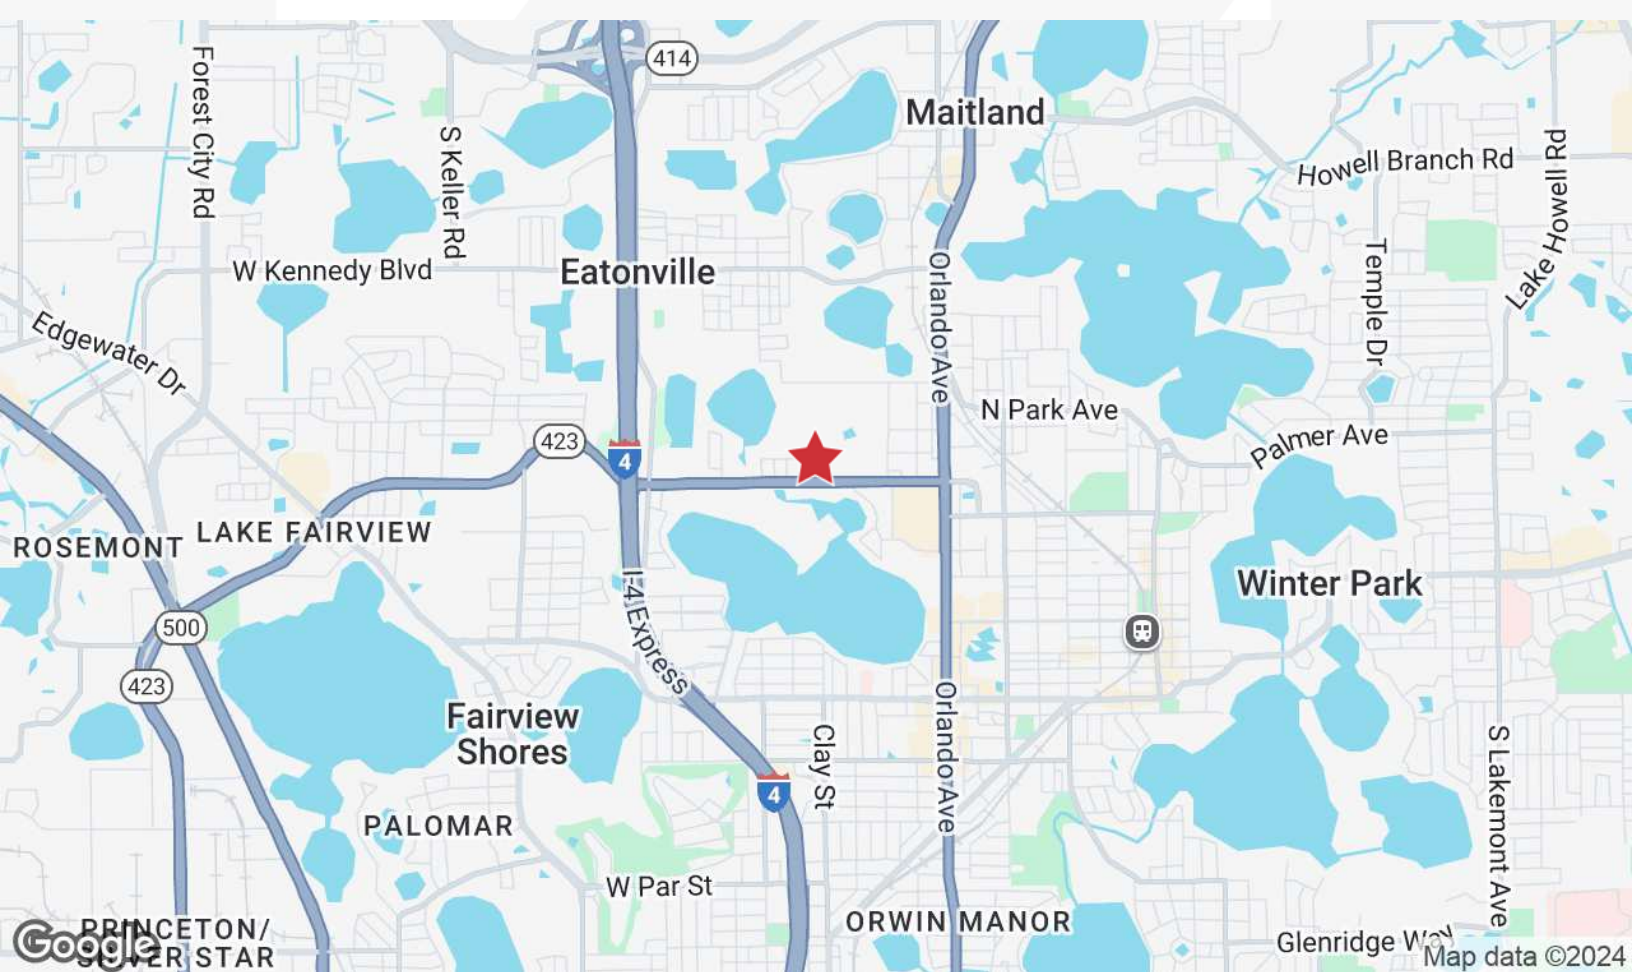 414
Maitland
Forest City Rd
S Keller Rd
Howell Branch Rd
Lake Howell Rd
W Kennedy Blvd
Eatonville
Orlando Ave
Temple Dr
Edgewater Dr
N Park Ave
Palmer Ave
423
4
LAKE FAIRVIEW
ROSEMONT
I-4 Express
Winter Park
500
423
Fairview
Shores
Orlando Ave
Clay St
S Lakemont Ave
4
PALOMAR
W Par St
ORWIN MANOR
PRINCETON/
SILVER STAR
Google
Glenridge Way
Map data ©2024